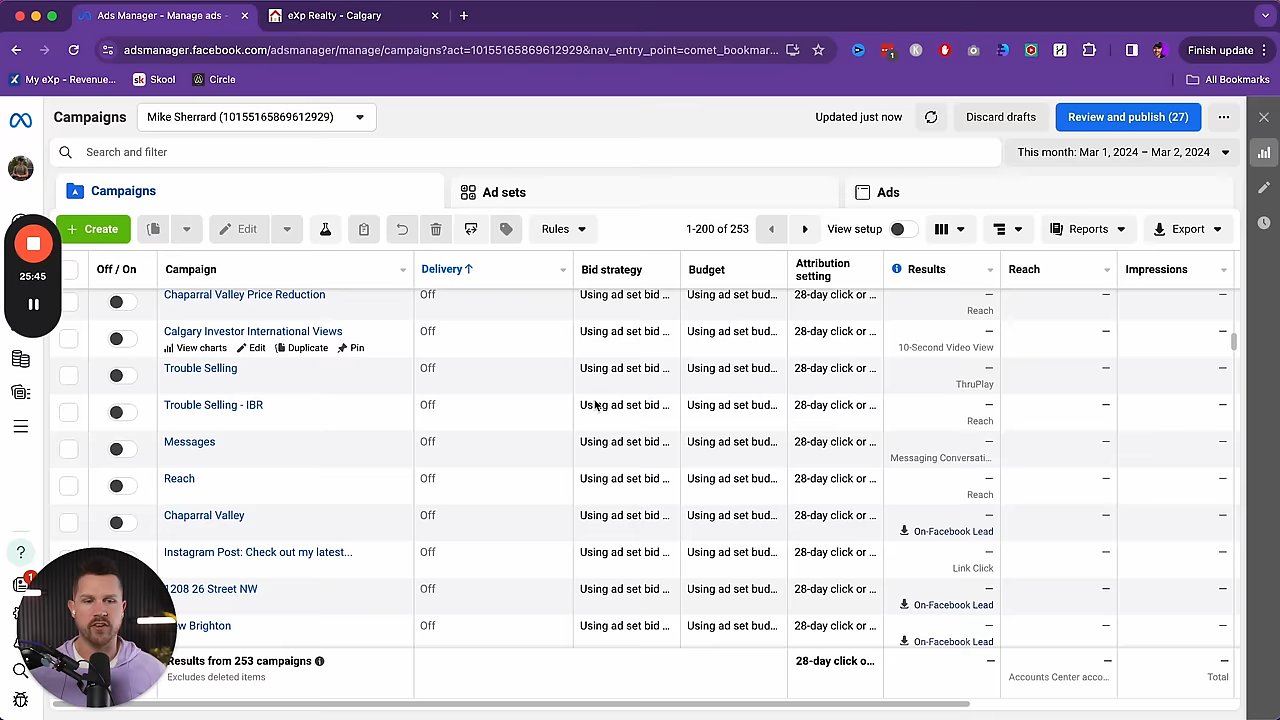 Ads Manager - Manage ads -
eXp Realty - Calgary
adsmanager.facebook.com/adsmanager/manage/campaigns?act=10155165869612929&nav_entry_point=comet_bookmar...
Finish update
My eXp - Revenue...
Skool
Circle
All Bookmarks
Campaigns
Mike Sherrard (10155165869612929)
Updated just now
Discard drafts
Review and publish (27)
Search and filter
This month: Mar 1, 2024 – Mar 2, 2024
Campaigns
Ad sets
Ads
+ Create
Edit
Rules
1-200 of 253
View setup
Reports
Export
25:45
Off / On
Campaign
Delivery ↑
Bid strategy
Budget
Attribution setting
Results
Reach
Impressions
Chaparral Valley Price Reduction
Off
Using ad set bid ...
Using ad set bud...
28-day click or ...
—
—
—
Reach
Calgary Investor International Views
Off
Using ad set bid ...
Using ad set bud...
28-day click or ...
—
—
—
View charts
Edit
Duplicate
Pin
10-Second Video View
Trouble Selling
Off
Using ad set bid ...
Using ad set bud...
28-day click or ...
—
—
—
ThruPlay
Trouble Selling - IBR
Off
Using ad set bid ...
Using ad set bud...
28-day click or ...
—
—
—
Reach
Messages
Off
Using ad set bid ...
Using ad set bud...
28-day click or ...
—
—
—
Messaging Conversati...
Reach
Off
Using ad set bid ...
Using ad set bud...
28-day click or ...
—
—
—
Reach
Chaparral Valley
Off
Using ad set bid ...
Using ad set bud...
28-day click or ...
—
—
—
On-Facebook Lead
Instagram Post: Check out my latest...
Off
Using ad set bid ...
Using ad set bud...
28-day click or ...
—
—
—
Link Click
1208 26 Street NW
Off
Using ad set bid ...
Using ad set bud...
28-day click or ...
—
—
—
On-Facebook Lead
Brighton
Off
Using ad set bid ...
Using ad set bud...
28-day click or ...
—
—
—
On-Facebook Lead
Results from 253 campaigns
28-day click o...
—
—
—
Excludes deleted items
Accounts Center acco...
Total